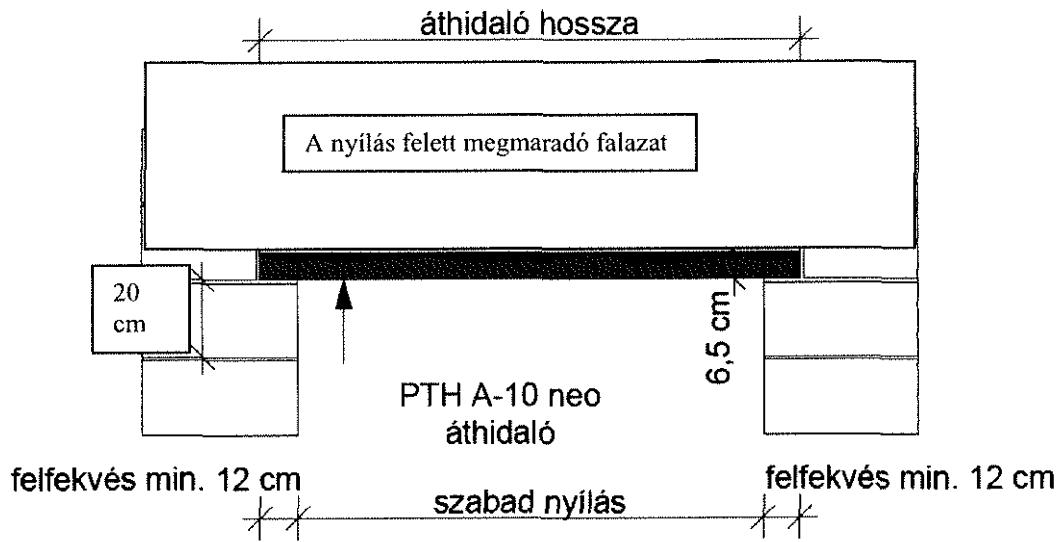 áthidaló hossza
A nyílás felett megmaradó falazat
20
cm
6,5 cm
PTH A-10 neo
áthidaló
felfekvés min. 12 cm
felfekvés min. 12 cm
szabad nyílás